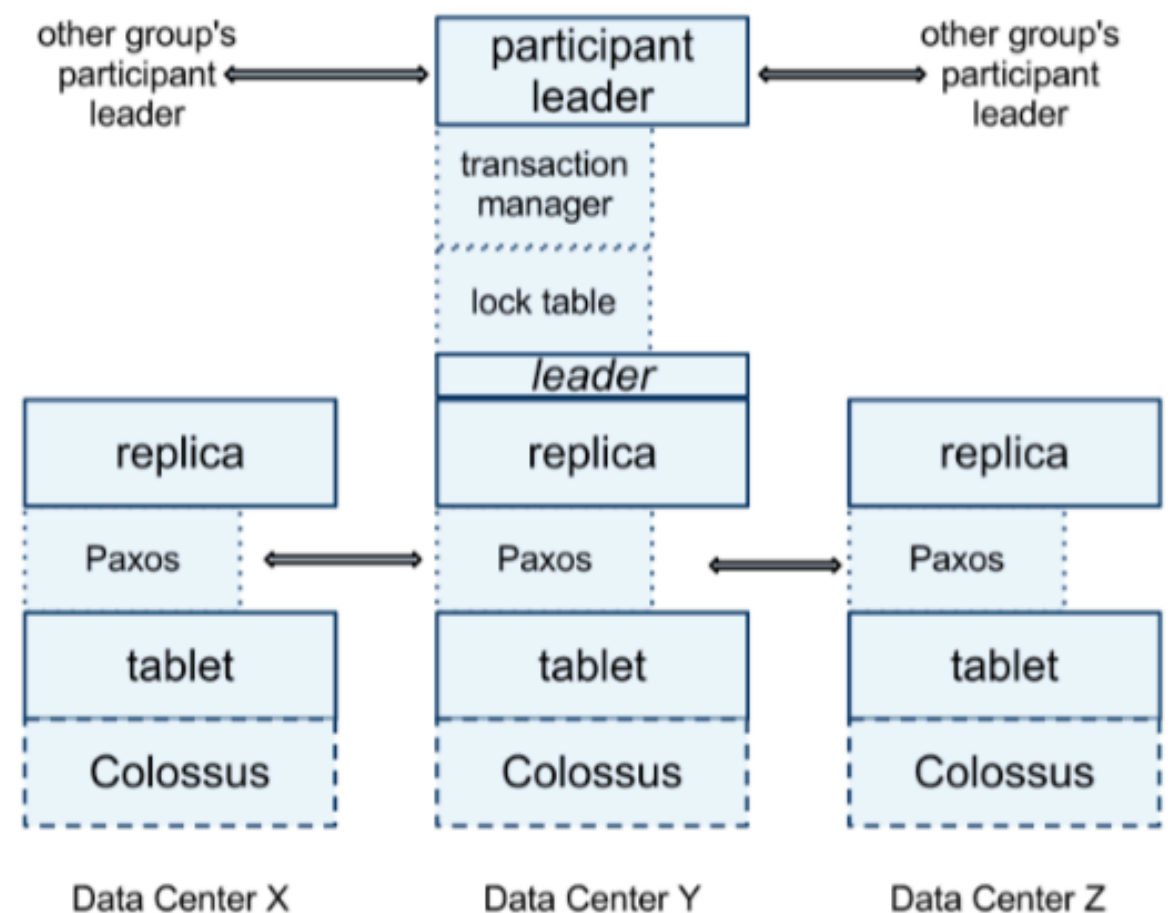 other group's
participant
leader
participant
leader
other group's
participant
leader
transaction
manager
lock table
leader
replica
replica
replica
Paxos
Paxos
Paxos
tablet
tablet
tablet
Colossus
Colossus
Colossus
Data Center X
Data Center Y
Data Center Z